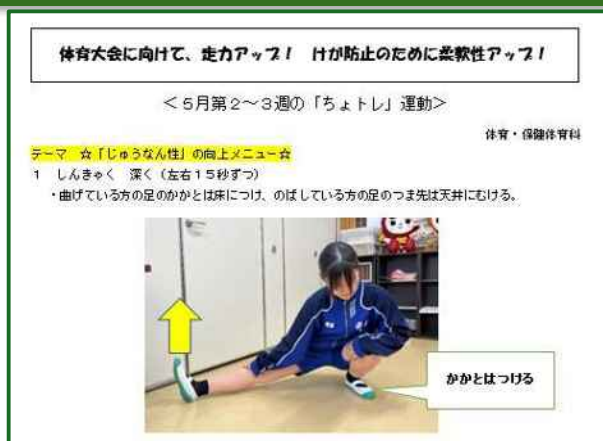 体育大会に向けて、走力アップ！　けが防止のために柔軟性アップ！
＜5月第2～3週の「ちょトレ」運動＞
体育・保健体育科
テーマ　☆「じゅうなん性」の向上メニュー☆
1　しんきゃく　深く（左右15秒ずつ）
・曲げている方の足のかかとは床につけ、のばしている方の足のつま先は天井にむける。
かかとはつける